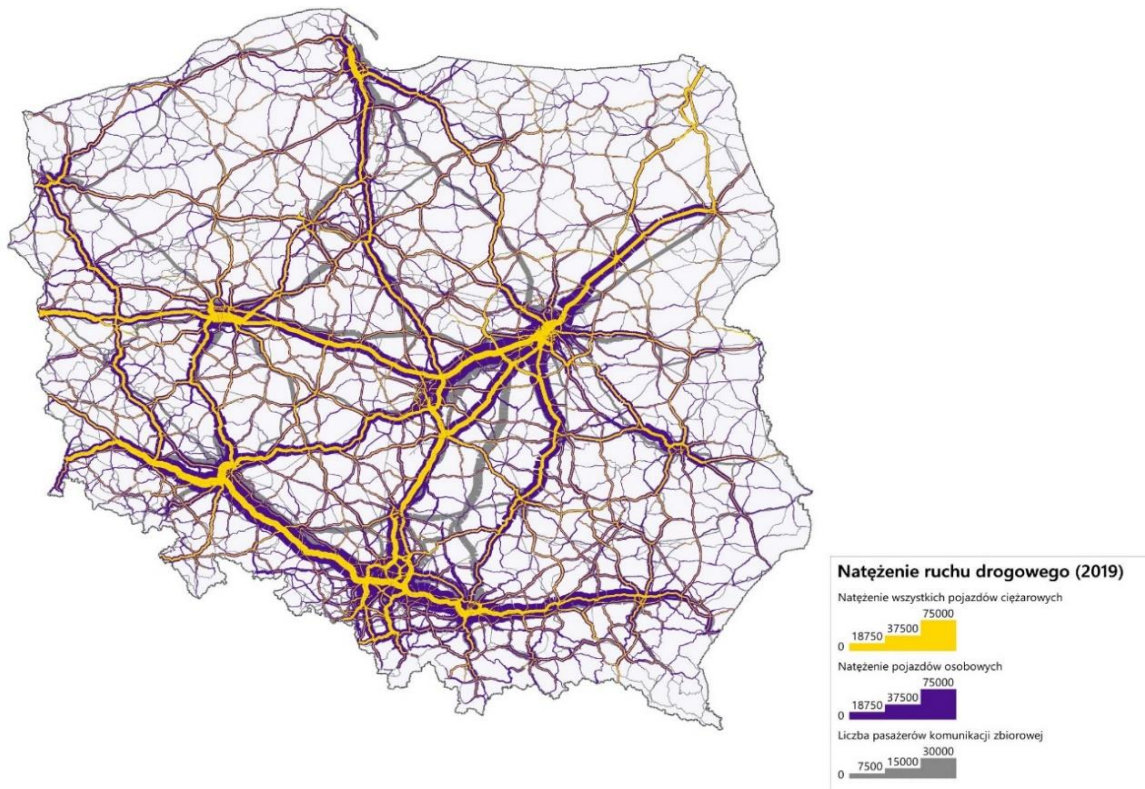 Natężenie ruchu drogowego (2019)
Natężenie wszystkich pojazdów ciężarowych
0 18750 37500 75000
Natężenie pojazdów osobowych
0 18750 37500 75000
Liczba pasażerów komunikacji zbiorowej
0 7500 15000 30000